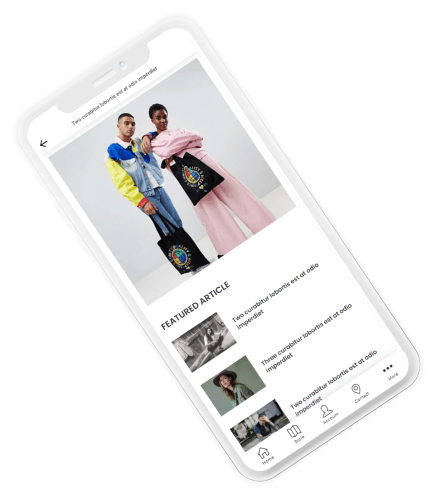 Two curabitur lobortis est at odio imperdiet
FEATURED ARTICLE
Two curabitur lobortis est at odio
imperdiet
Three curabitur lobortis est at odio
imperdiet
Two curabitur lobortis est at odio
imperdiet
Home
Store
Account
Contact
More